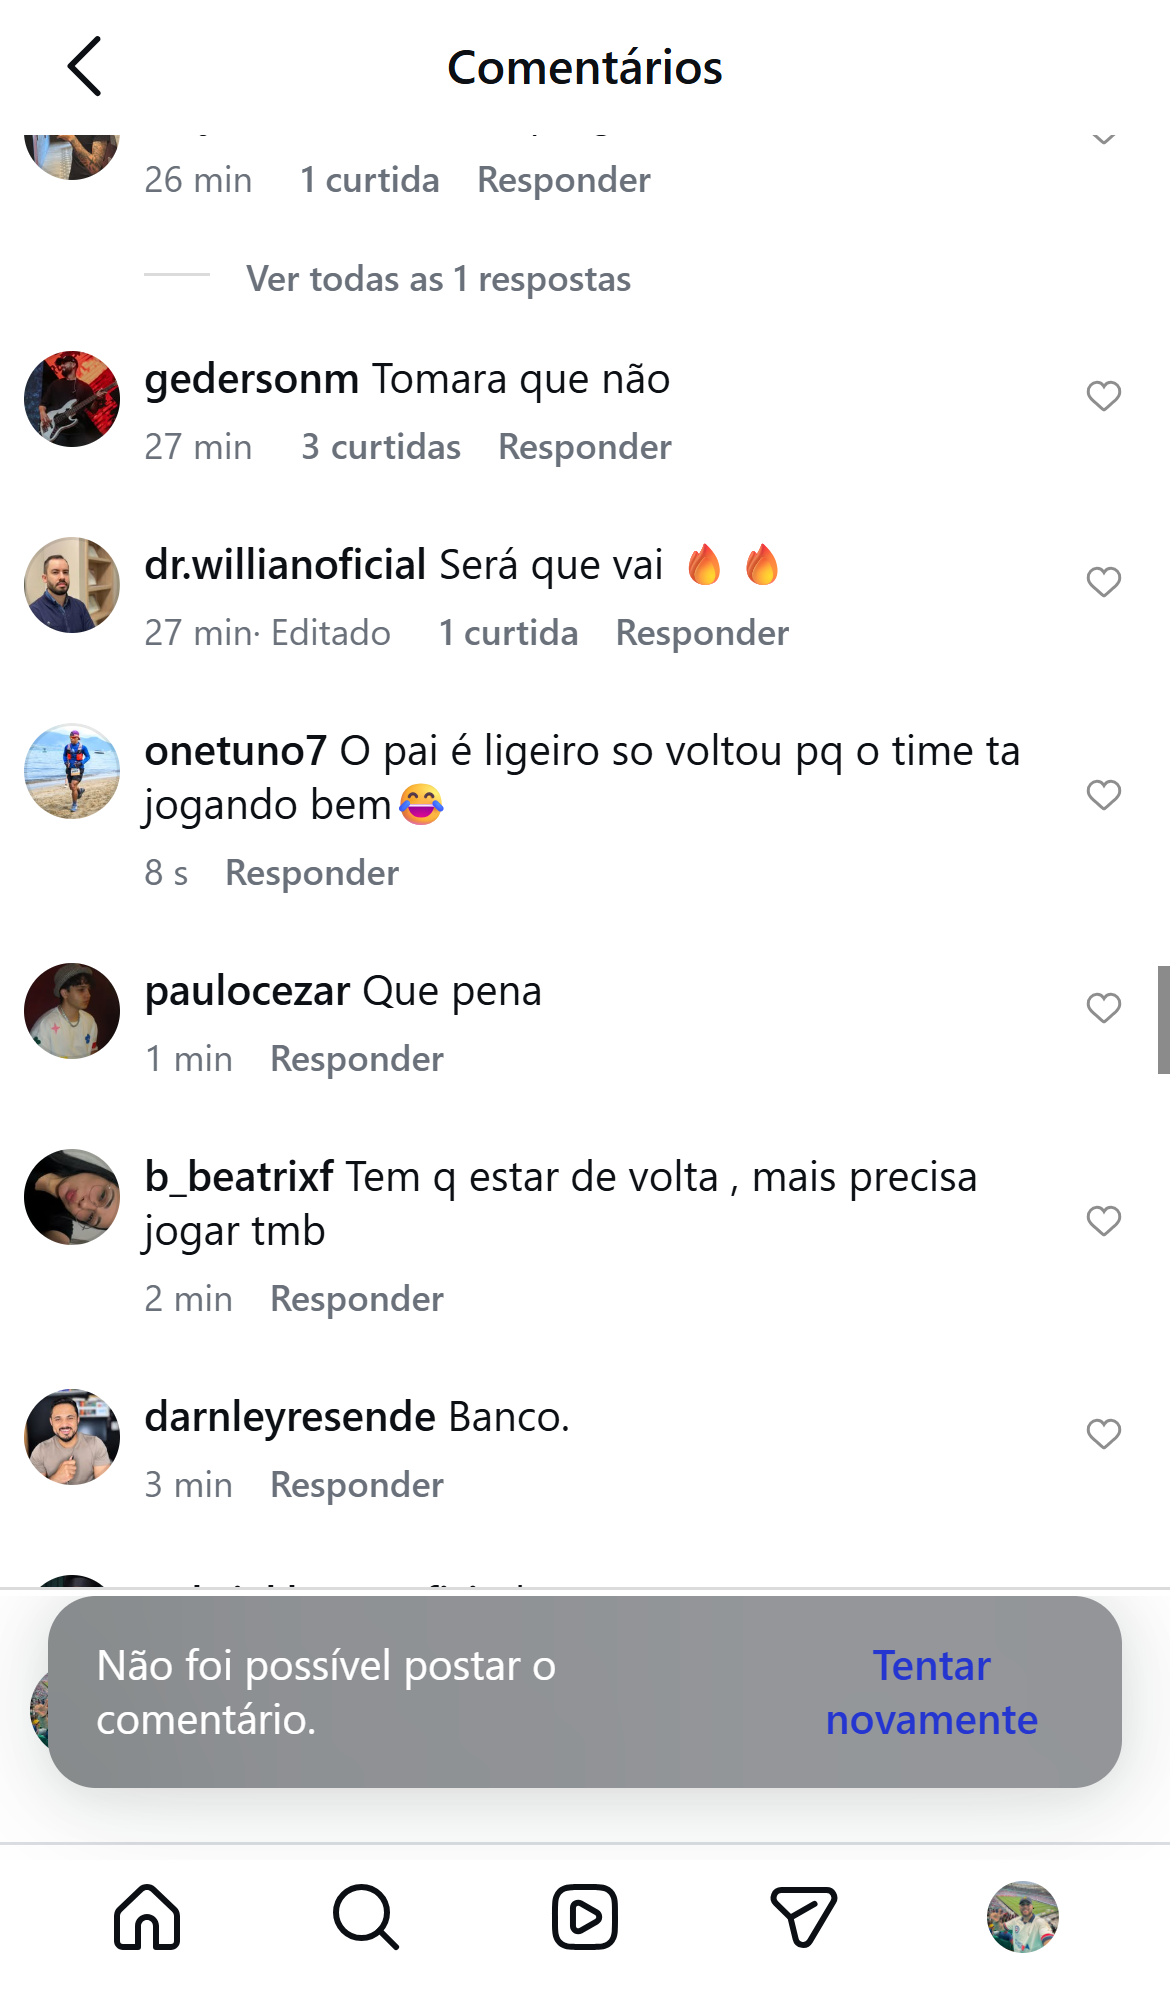 Comentários
26 min 1 curtida Responder
Ver todas as 1 respostas
gedersonm Tomara que não
27 min 3 curtidas Responder
dr.willianoficial Será que vai 🔥 🔥
27 min· Editado 1 curtida Responder
onetuno7 O pai é ligeiro so voltou pq o time ta
jogando bem😂
8 s Responder
paulocezar Que pena
1 min Responder
b_beatrixf Tem q estar de volta , mais precisa
jogar tmb
2 min Responder
darnleyresende Banco.
3 min Responder
Não foi possível postar o
comentário.
Tentar
novamente